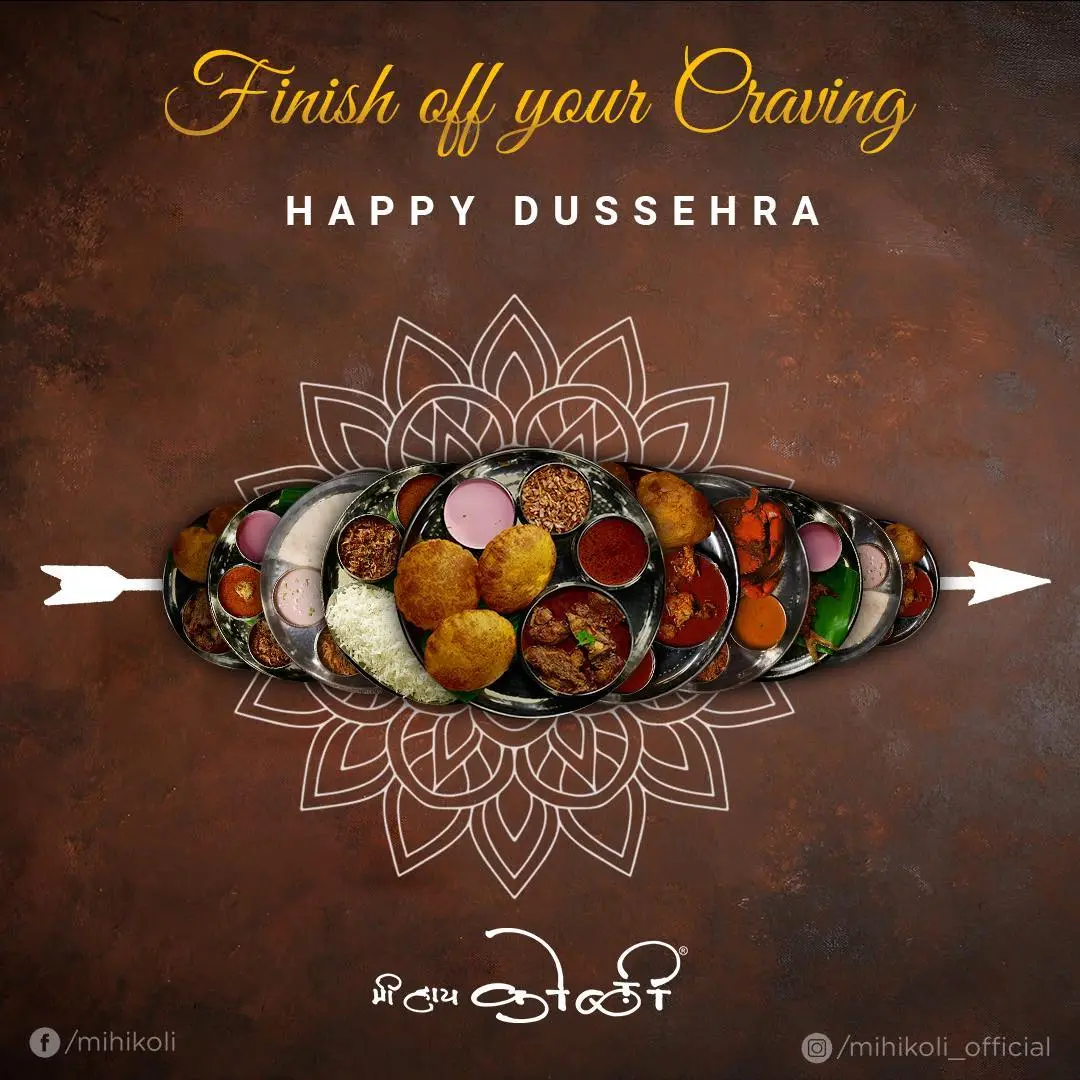 Finish off your Craving
HAPPY DUSSEHRA
मी हाय कोळी®
/mihikoli
/mihikoli_official